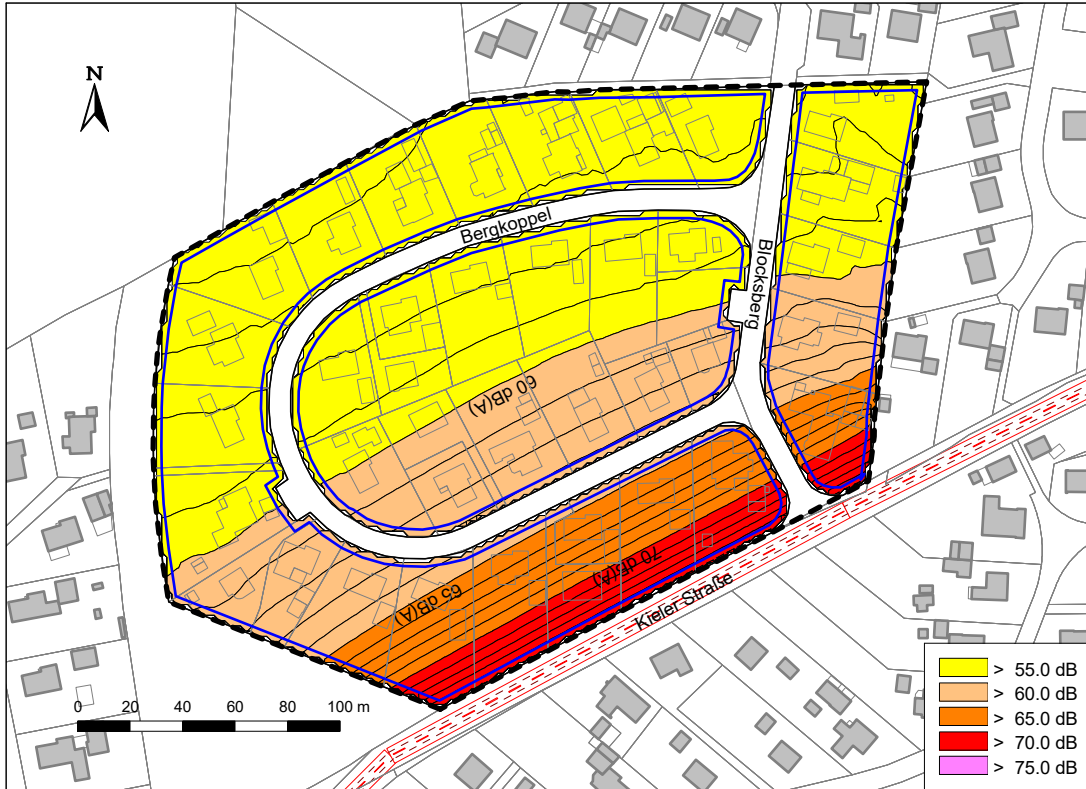 N
Bergkoppel
Blocksberg
60 dB(A)
65 dB(A)
70 dB(A)
Kieler Straße
0 20 40 60 80 100 m
> 55.0 dB
> 60.0 dB
> 65.0 dB
> 70.0 dB
> 75.0 dB